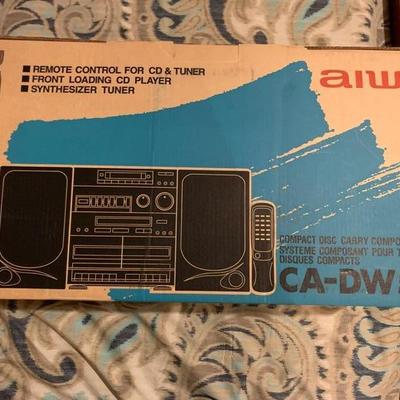 ■ REMOTE CONTROL FOR CD & TUNER
■ FRONT LOADING CD PLAYER
■ SYNTHESIZER TUNER
aiw
COMPACT DISC CARRY COMPO
SYSTEME COMPOSANT POUR
DISQUES COMPACTS
CA-DW